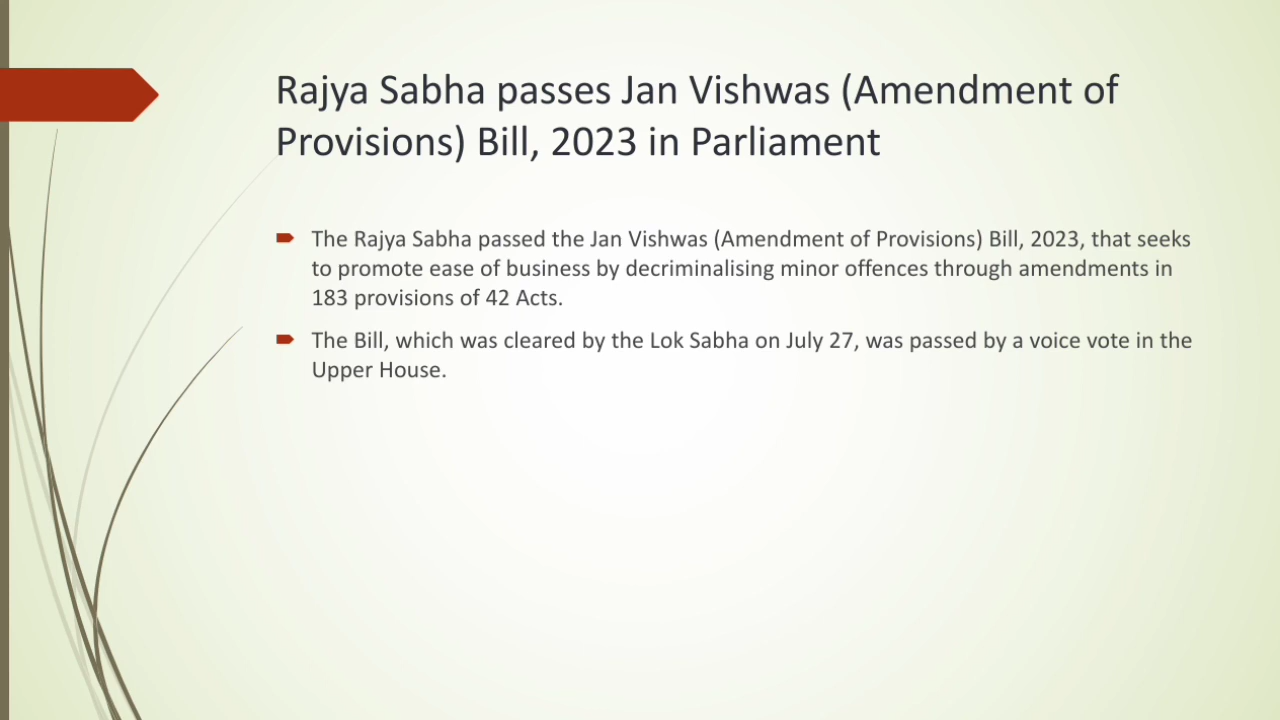 Rajya Sabha passes Jan Vishwas (Amendment of
Provisions) Bill, 2023 in Parliament
The Rajya Sabha passed the Jan Vishwas (Amendment of Provisions) Bill, 2023, that seeks
to promote ease of business by decriminalising minor offences through amendments in
183 provisions of 42 Acts.
The Bill, which was cleared by the Lok Sabha on July 27, was passed by a voice vote in the
Upper House.